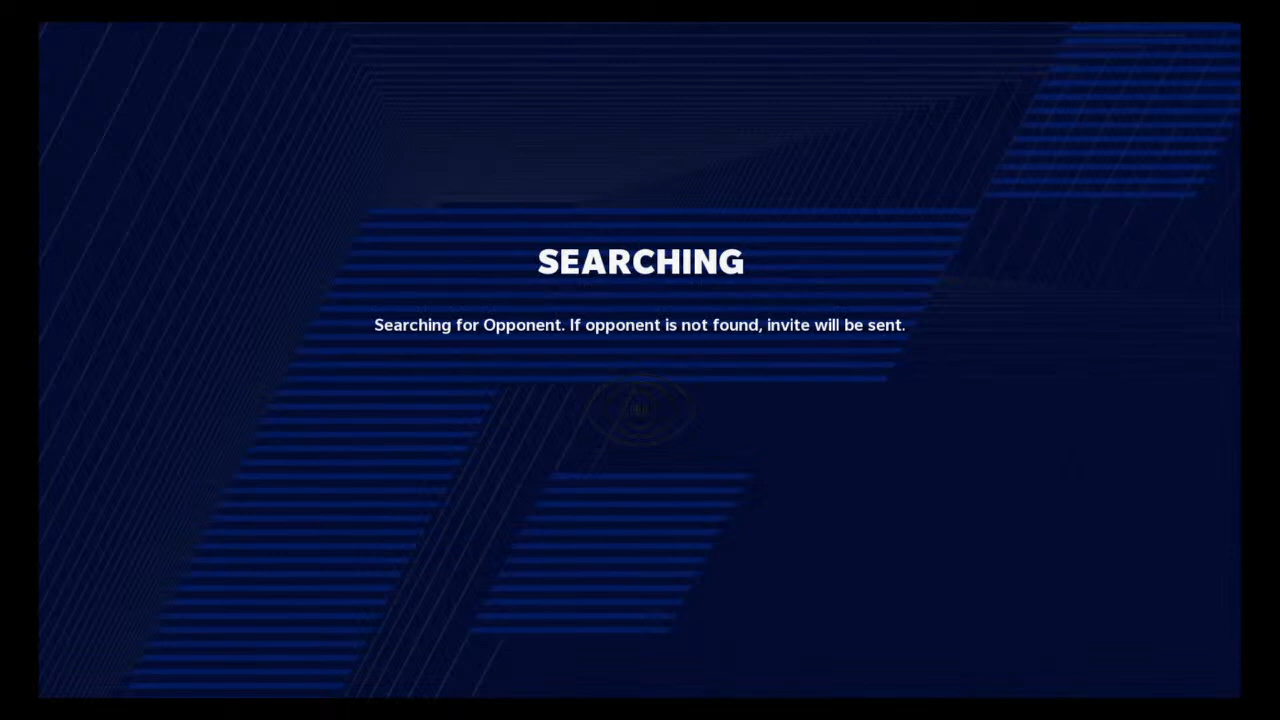 SEARCHING
Searching for Opponent. If opponent is not found, invite will be sent.